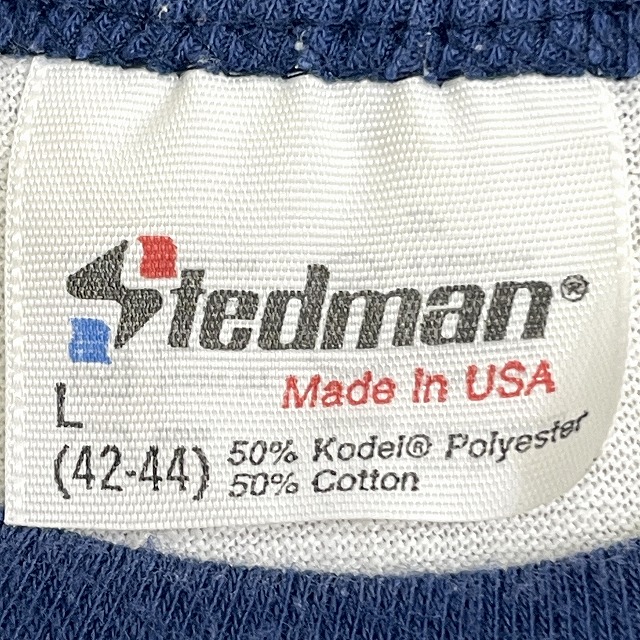 Stedman®
Made in USA
L
(42-44)
50% Kodel® Polyester
50% Cotton